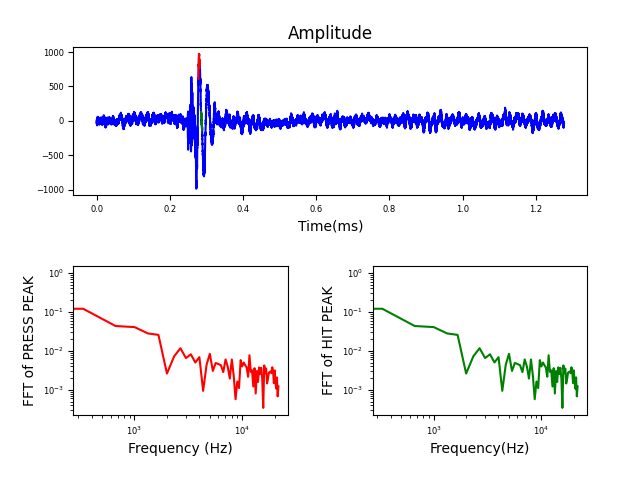 Amplitude
1000
500
0
−500
−1000
0.0 0.2 0.4 0.6 0.8 1.0 1.2
Time(ms)
FFT of PRESS PEAK
10⁰
10⁻¹
10⁻²
10⁻³
10³ 10⁴
Frequency (Hz)
FFT of HIT PEAK
10⁰
10⁻¹
10⁻²
10⁻³
10³ 10⁴
Frequency(Hz)